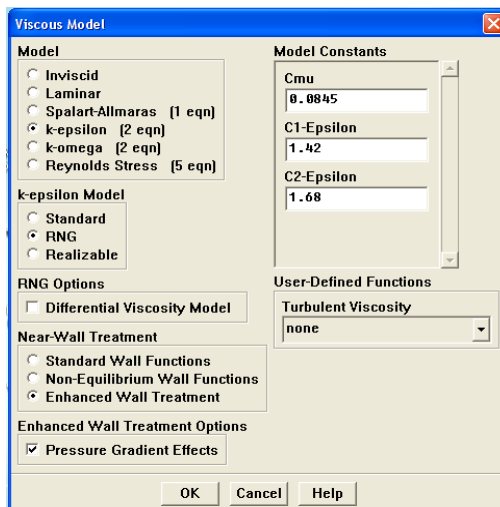 Viscous Model
Model
Inviscid
Laminar
Spalart-Allmaras (1 eqn)
k-epsilon (2 eqn)
k-omega (2 eqn)
Reynolds Stress (5 eqn)
k-epsilon Model
Standard
RNG
Realizable
RNG Options
Differential Viscosity Model
Near-Wall Treatment
Standard Wall Functions
Non-Equilibrium Wall Functions
Enhanced Wall Treatment
Enhanced Wall Treatment Options
Pressure Gradient Effects
Model Constants
Cmu
0.0845
C1-Epsilon
1.42
C2-Epsilon
1.68
User-Defined Functions
Turbulent Viscosity
none
OK Cancel Help